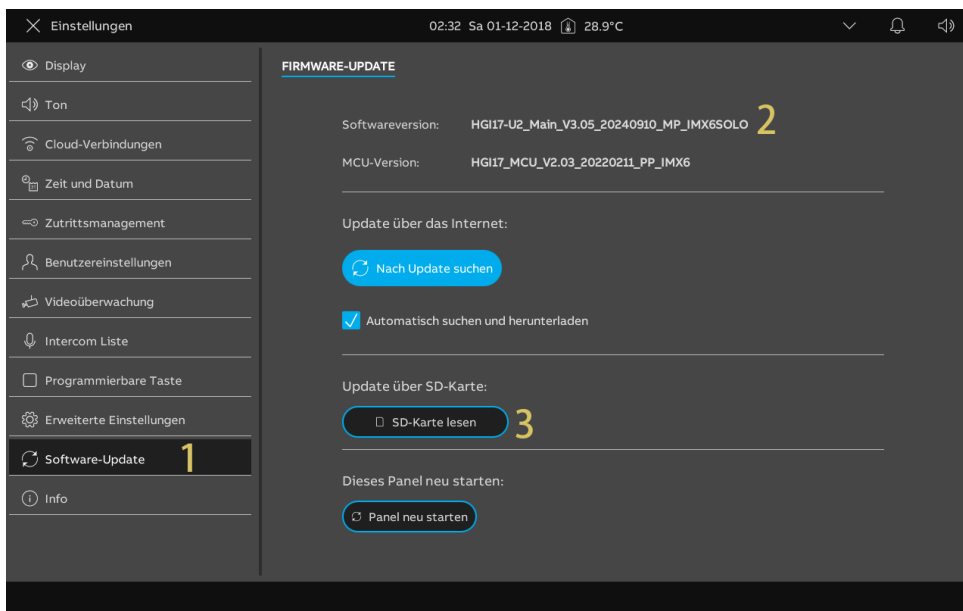 Einstellungen
02:32 Sa 01-12-2018 28.9°C
Display
Ton
Cloud-Verbindungen
Zeit und Datum
Zutrittsmanagement
Benutzereinstellungen
Videoüberwachung
Intercom Liste
Programmierbare Taste
Erweiterte Einstellungen
Software-Update 1
Info
FIRMWARE-UPDATE
Softwareversion: HGI17-U2_Main_V3.05_20240910_MP_IMX6SOLO 2
MCU-Version: HGI17_MCU_V2.03_20220211_PP_IMX6
Update über das Internet:
Nach Update suchen
Automatisch suchen und herunterladen
Update über SD-Karte:
SD-Karte lesen 3
Dieses Panel neu starten:
Panel neu starten